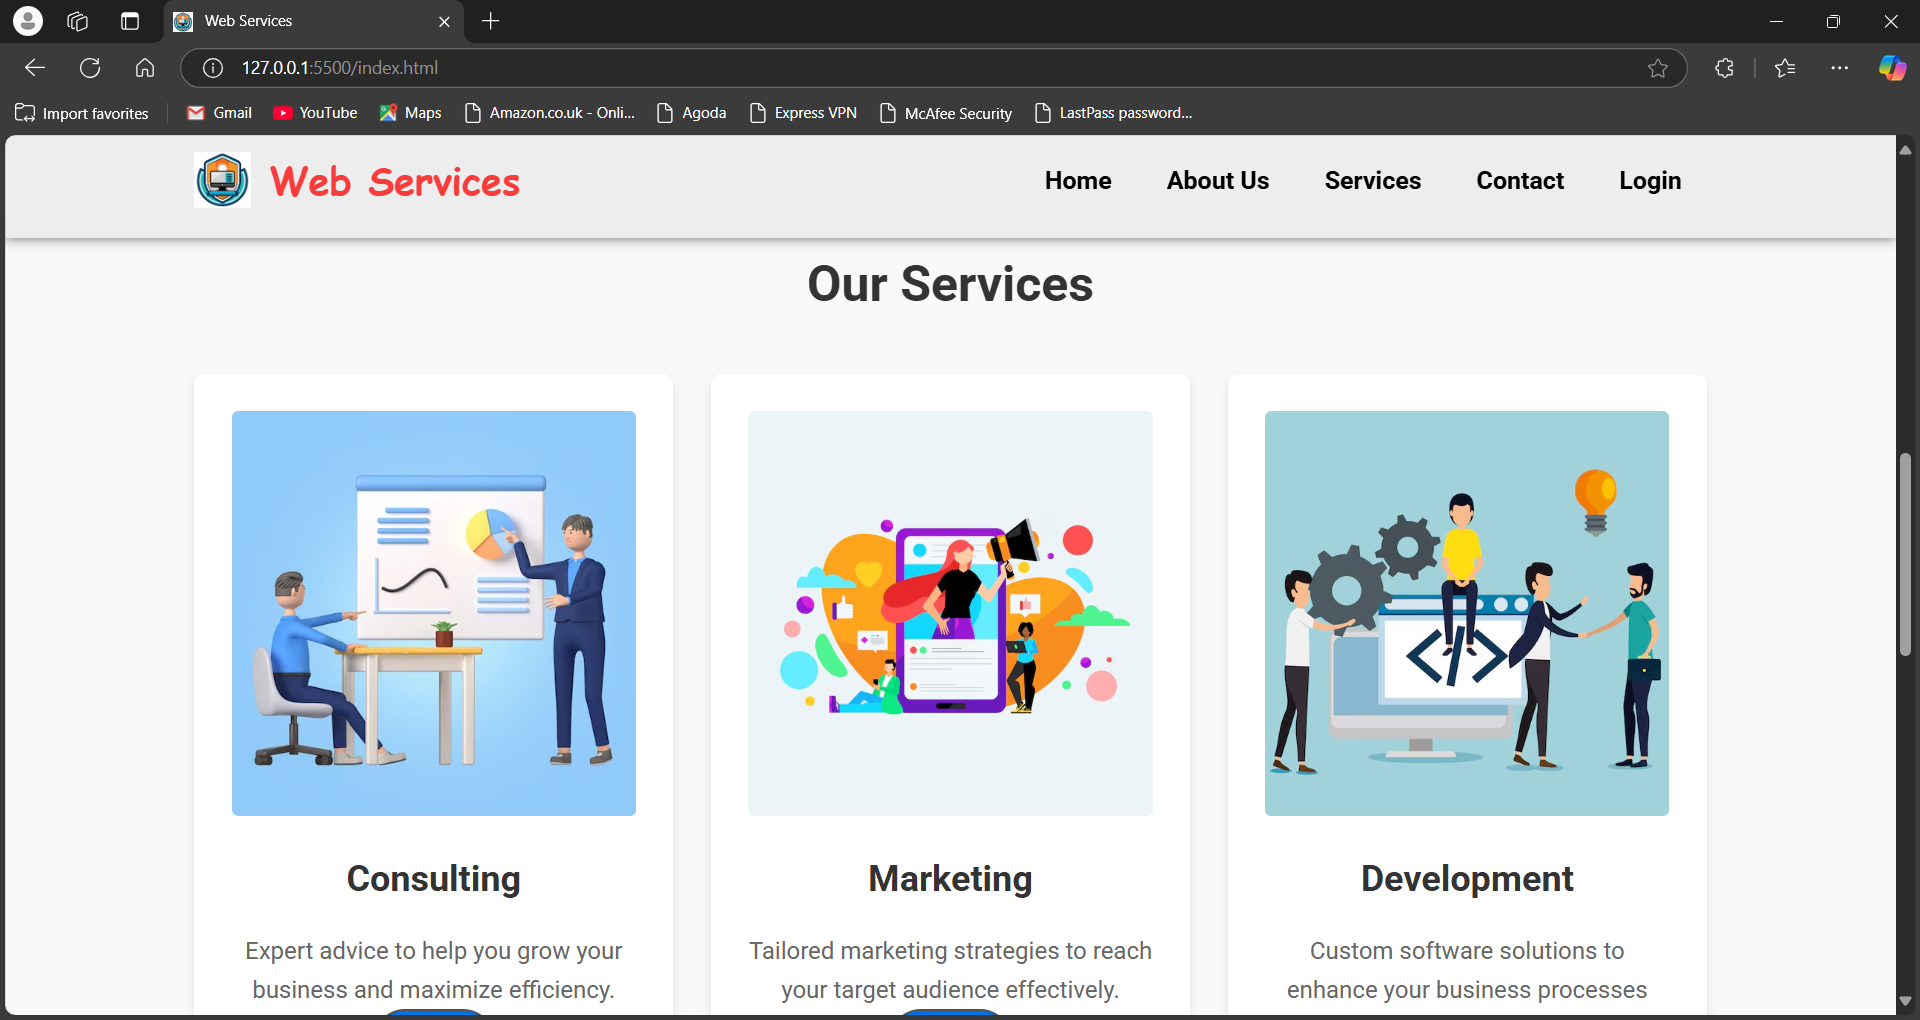 Web Services
127.0.0.1:5500/index.html
Import favorites Gmail YouTube Maps Amazon.co.uk - Onli... Agoda Express VPN McAfee Security LastPass password...
Web Services Home About Us Services Contact Login
Our Services
</>
Consulting Marketing Development
Expert advice to help you grow your Tailored marketing strategies to reach Custom software solutions to
business and maximize efficiency. your target audience effectively. enhance your business processes